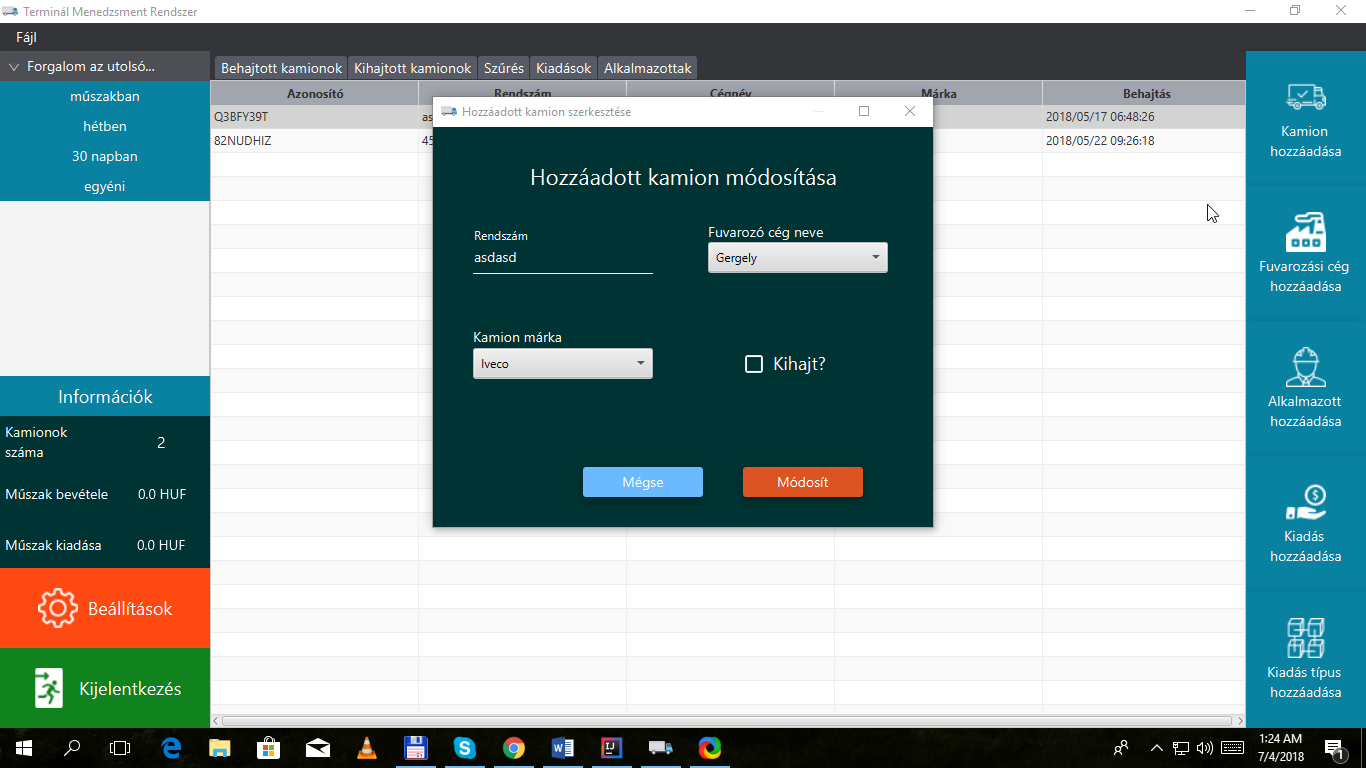 Terminál Menedzsment Rendszer
Fájl
Forgalom az utolsó...
műszakban
hétben
30 napban
egyéni
Behajtott kamionok
Kihajtott kamionok
Szűrés
Kiadások
Alkalmazottak
Azonosító
Rendszám
Cégnév
Márka
Behajtás
Q3BFY39T
as
2018/05/17 06:48:26
82NUDHIZ
45
2018/05/22 09:26:18
Hozzáadott kamion szerkesztése
Hozzáadott kamion módosítása
Rendszám
asdasd
Fuvarozó cég neve
Gergely
Kamion márka
Iveco
Kihajt?
Mégse
Módosít
Információk
Kamionok
száma
2
Műszak bevétele
0.0 HUF
Műszak kiadása
0.0 HUF
Beállítások
Kijelentkezés
Kamion
hozzáadása
Fuvarozási cég
hozzáadása
Alkalmazott
hozzáadása
Kiadás
hozzáadása
Kiadás típus
hozzáadása
1:24 AM
7/4/2018
1